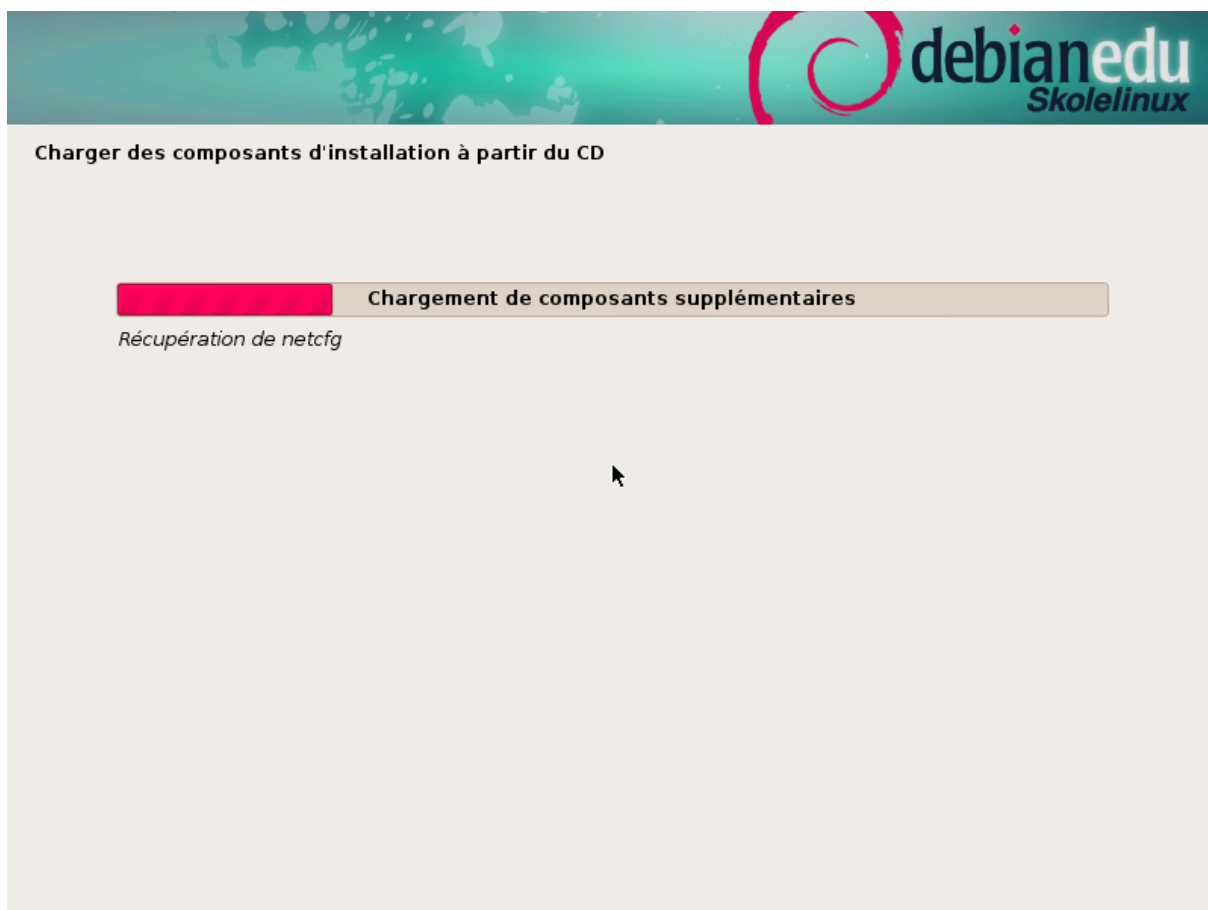 debianedu
Skolelinux
Charger des composants d'installation à partir du CD
Chargement de composants supplémentaires
Récupération de netcfg